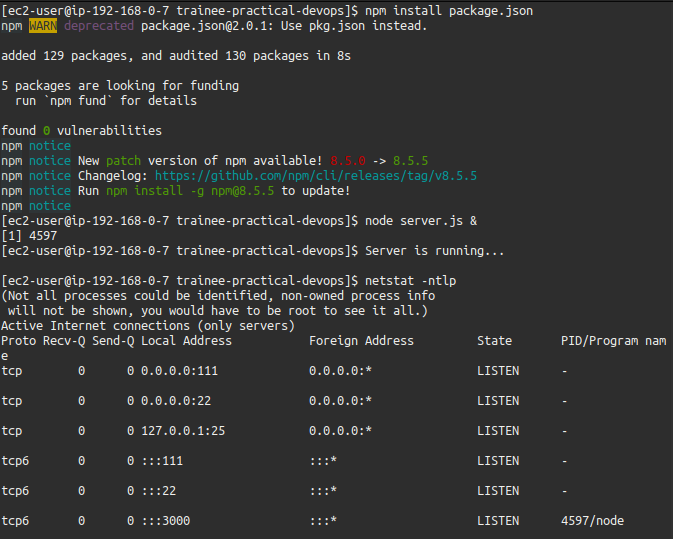 [ec2-user@ip-192-168-0-7 trainee-practical-devops]$ npm install package.json
npm WARN deprecated package.json@2.0.1: Use pkg.json instead.
added 129 packages, and audited 130 packages in 8s
5 packages are looking for funding
  run `npm fund` for details
found 0 vulnerabilities
npm notice
npm notice New patch version of npm available! 8.5.0 -> 8.5.5
npm notice Changelog: https://github.com/npm/cli/releases/tag/v8.5.5
npm notice Run npm install -g npm@8.5.5 to update!
npm notice
[ec2-user@ip-192-168-0-7 trainee-practical-devops]$ node server.js &
[1] 4597
[ec2-user@ip-192-168-0-7 trainee-practical-devops]$ Server is running...
[ec2-user@ip-192-168-0-7 trainee-practical-devops]$ netstat -ntlp
(Not all processes could be identified, non-owned process info
 will not be shown, you would have to be root to see it all.)
Active Internet connections (only servers)
Proto Recv-Q Send-Q Local Address           Foreign Address         State       PID/Program nam
e
tcp        0      0 0.0.0.0:111             0.0.0.0:*               LISTEN      -
tcp        0      0 0.0.0.0:22              0.0.0.0:*               LISTEN      -
tcp        0      0 127.0.0.1:25            0.0.0.0:*               LISTEN      -
tcp6       0      0 :::111                  :::*                    LISTEN      -
tcp6       0      0 :::22                   :::*                    LISTEN      -
tcp6       0      0 :::3000                 :::*                    LISTEN      4597/node